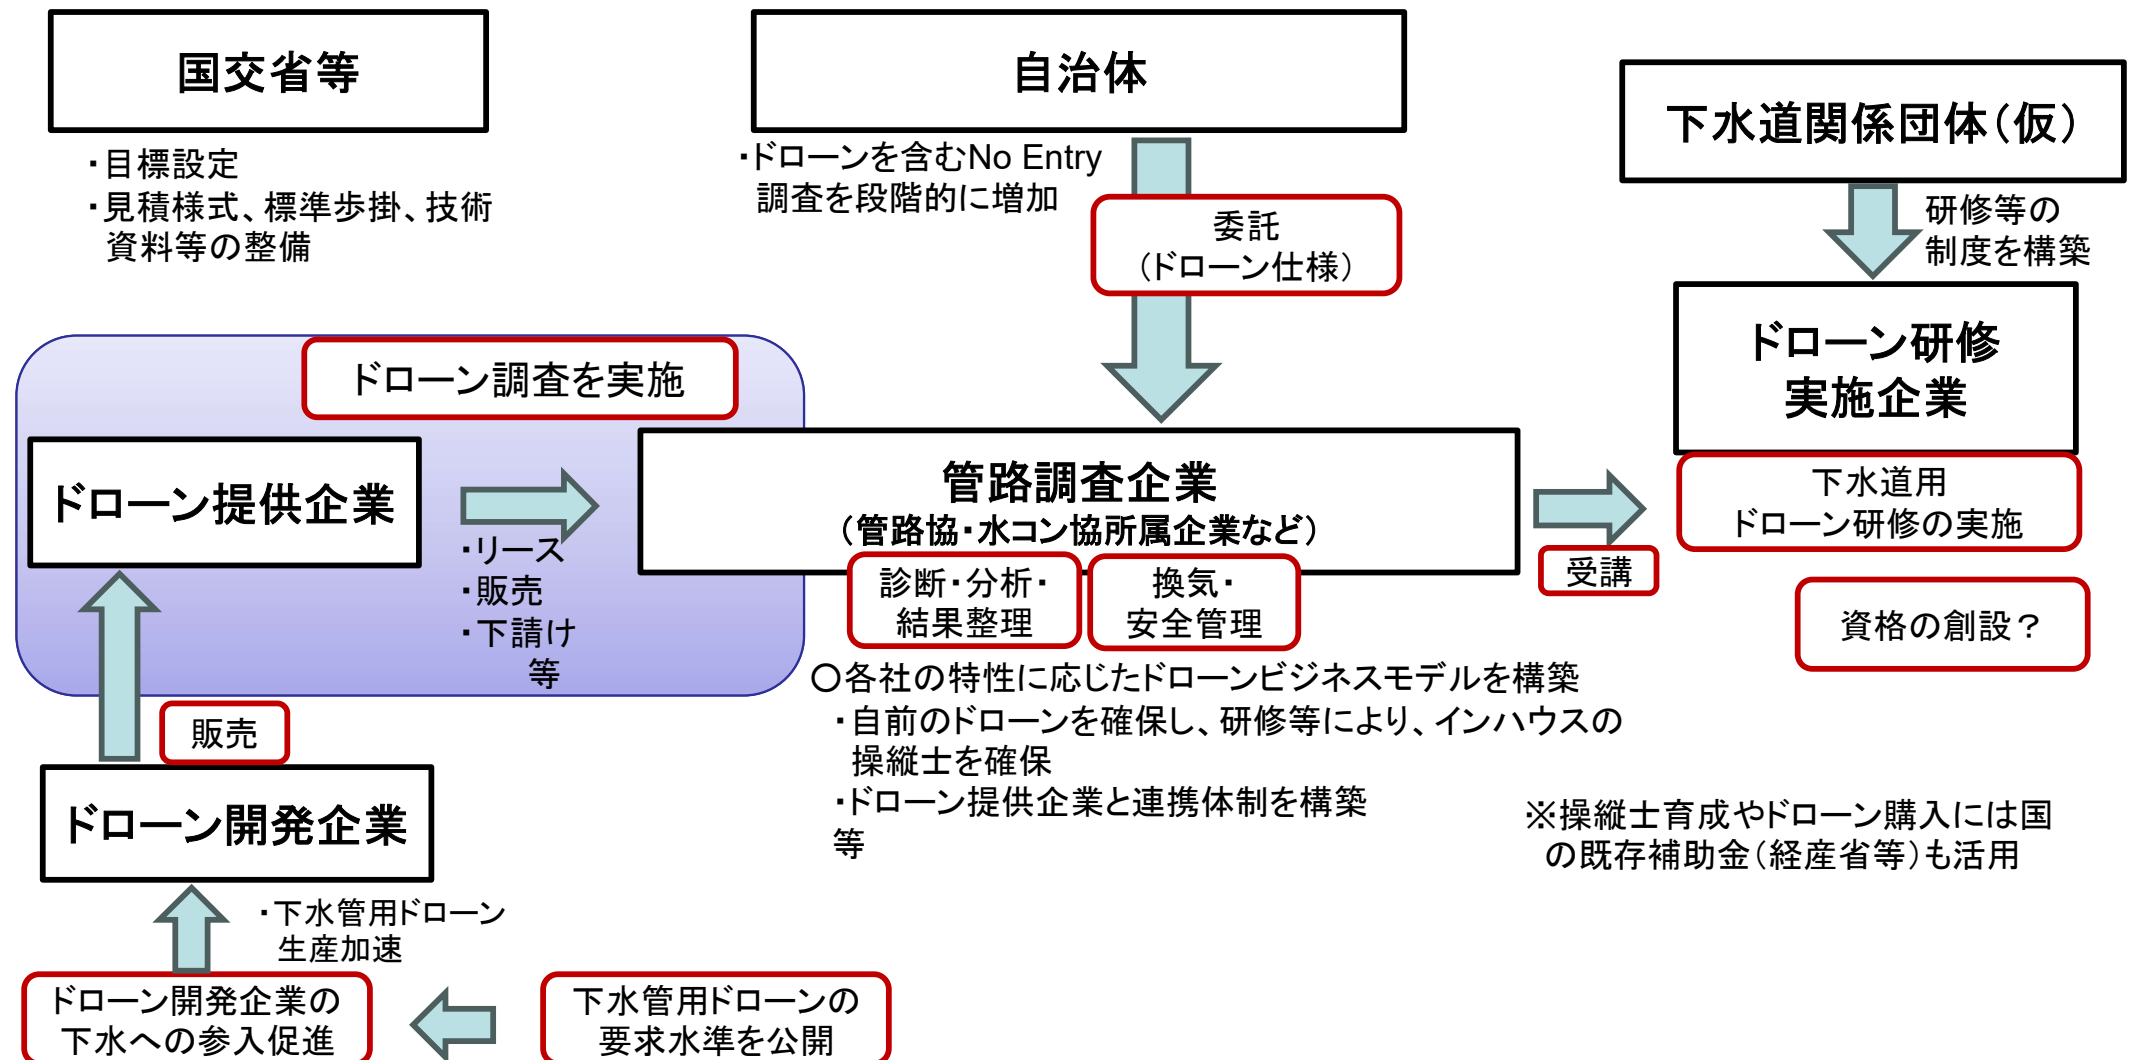 国交省等
・目標設定
・見積様式、標準歩掛、技術
資料等の整備
自治体
・ドローンを含むNo Entry
調査を段階的に増加
委託
(ドローン仕様)
下水道関係団体(仮)
研修等の
制度を構築
ドローン研修
実施企業
下水道用
ドローン研修の実施
資格の創設?
ドローン調査を実施
ドローン提供企業
・リース
・販売
・下請け
等
管路調査企業
(管路協・水コン協所属企業など)
診断・分析・
結果整理
換気・
安全管理
受講
〇各社の特性に応じたドローンビジネスモデルを構築
・自前のドローンを確保し、研修等により、インハウスの
操縦士を確保
・ドローン提供企業と連携体制を構築
等
※操縦士育成やドローン購入には国
の既存補助金(経産省等)も活用
販売
ドローン開発企業
・下水管用ドローン
生産加速
ドローン開発企業の
下水への参入促進
下水管用ドローンの
要求水準を公開